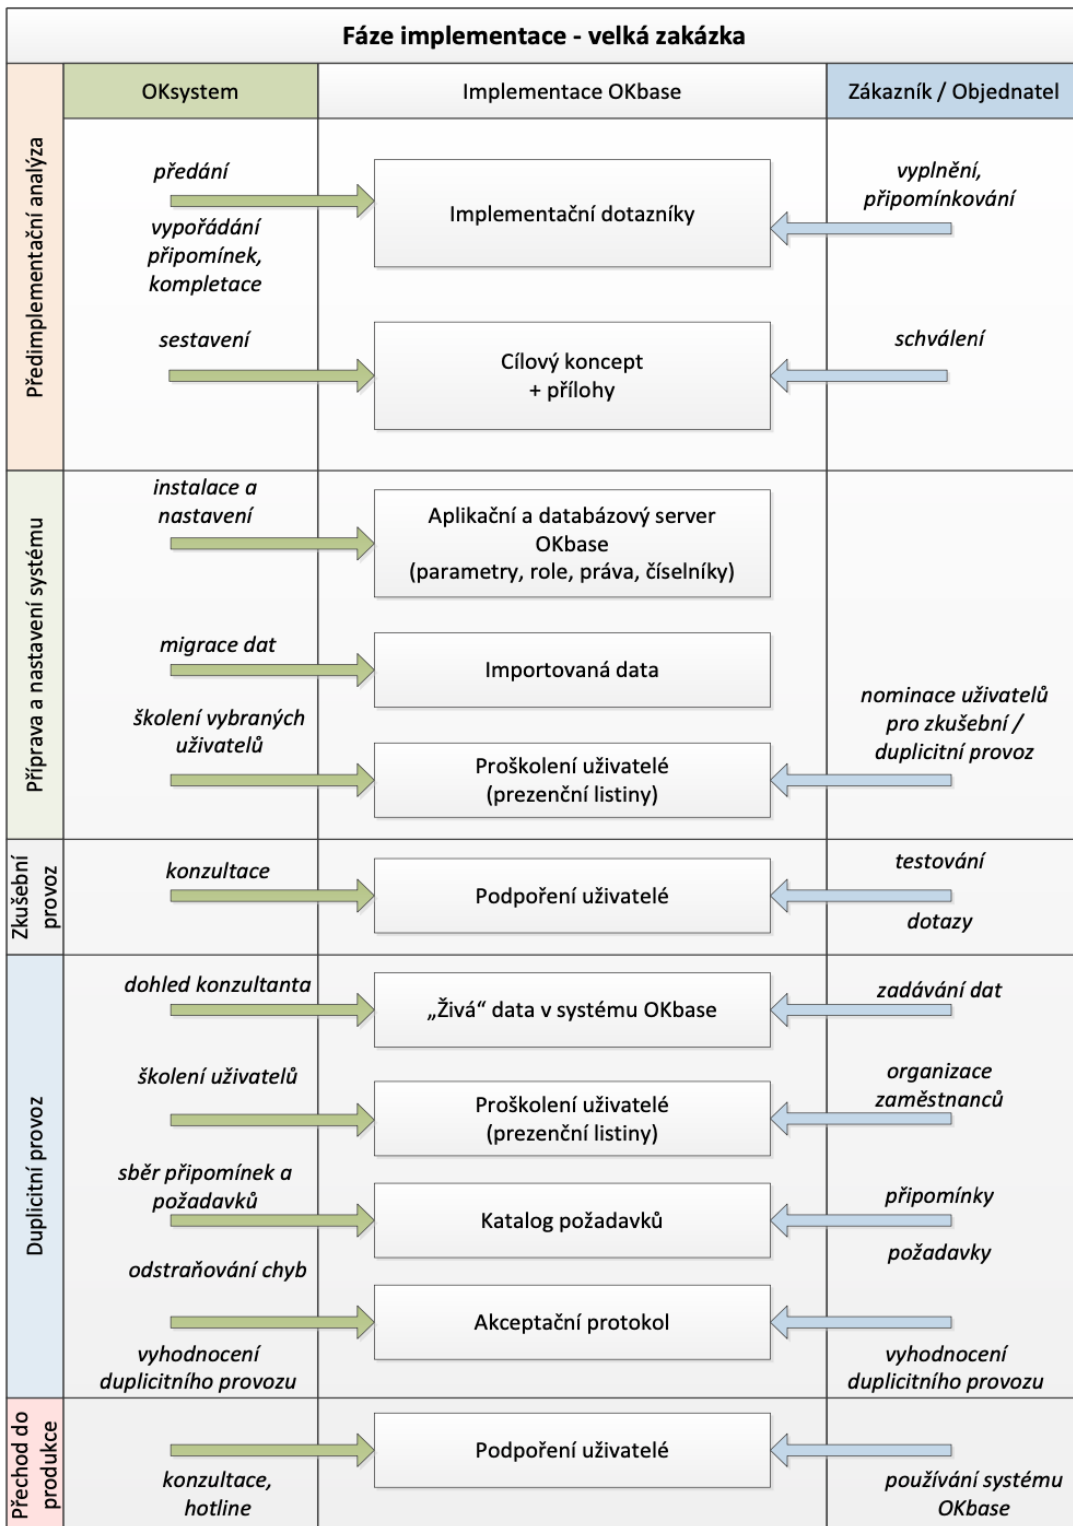 Fáze implementace - velká zakázka
OKsystem
Implementace OKbase
Zákazník / Objednatel
Předimplementační analýza
předání
vypořádání
připomínek,
kompletace
Implementační dotazníky
vyplnění,
připomínkování
sestavení
Cílový koncept
+ přílohy
schválení
Příprava a nastavení systému
instalace a
nastavení
Aplikační a databázový server
OKbase
(parametry, role, práva, číselníky)
migrace dat
Importovaná data
školení vybraných
uživatelů
Proškolení uživatelé
(prezenční listiny)
nominace uživatelů
pro zkušební /
duplicitní provoz
Zkušební
provoz
konzultace
Podpoření uživatelé
testování
dotazy
Duplicitní provoz
dohled konzultanta
„Živá“ data v systému OKbase
zadávání dat
školení uživatelů
Proškolení uživatelé
(prezenční listiny)
organizace
zaměstnanců
sběr připomínek a
požadavků
Katalog požadavků
připomínky
požadavky
odstraňování chyb
vyhodnocení
duplicitního provozu
Akceptační protokol
vyhodnocení
duplicitního provozu
Přechod do
produkce
konzultace,
hotline
Podpoření uživatelé
používání systému
OKbase